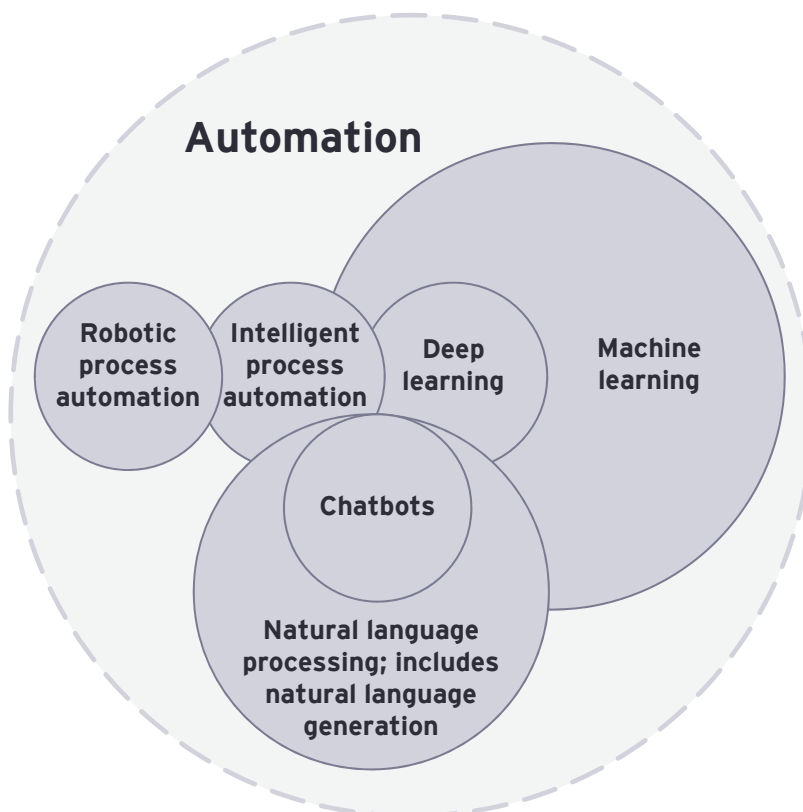 Automation
Robotic
process
automation
Intelligent
process
automation
Deep
learning
Machine
learning
Chatbots
Natural language
processing; includes
natural language
generation